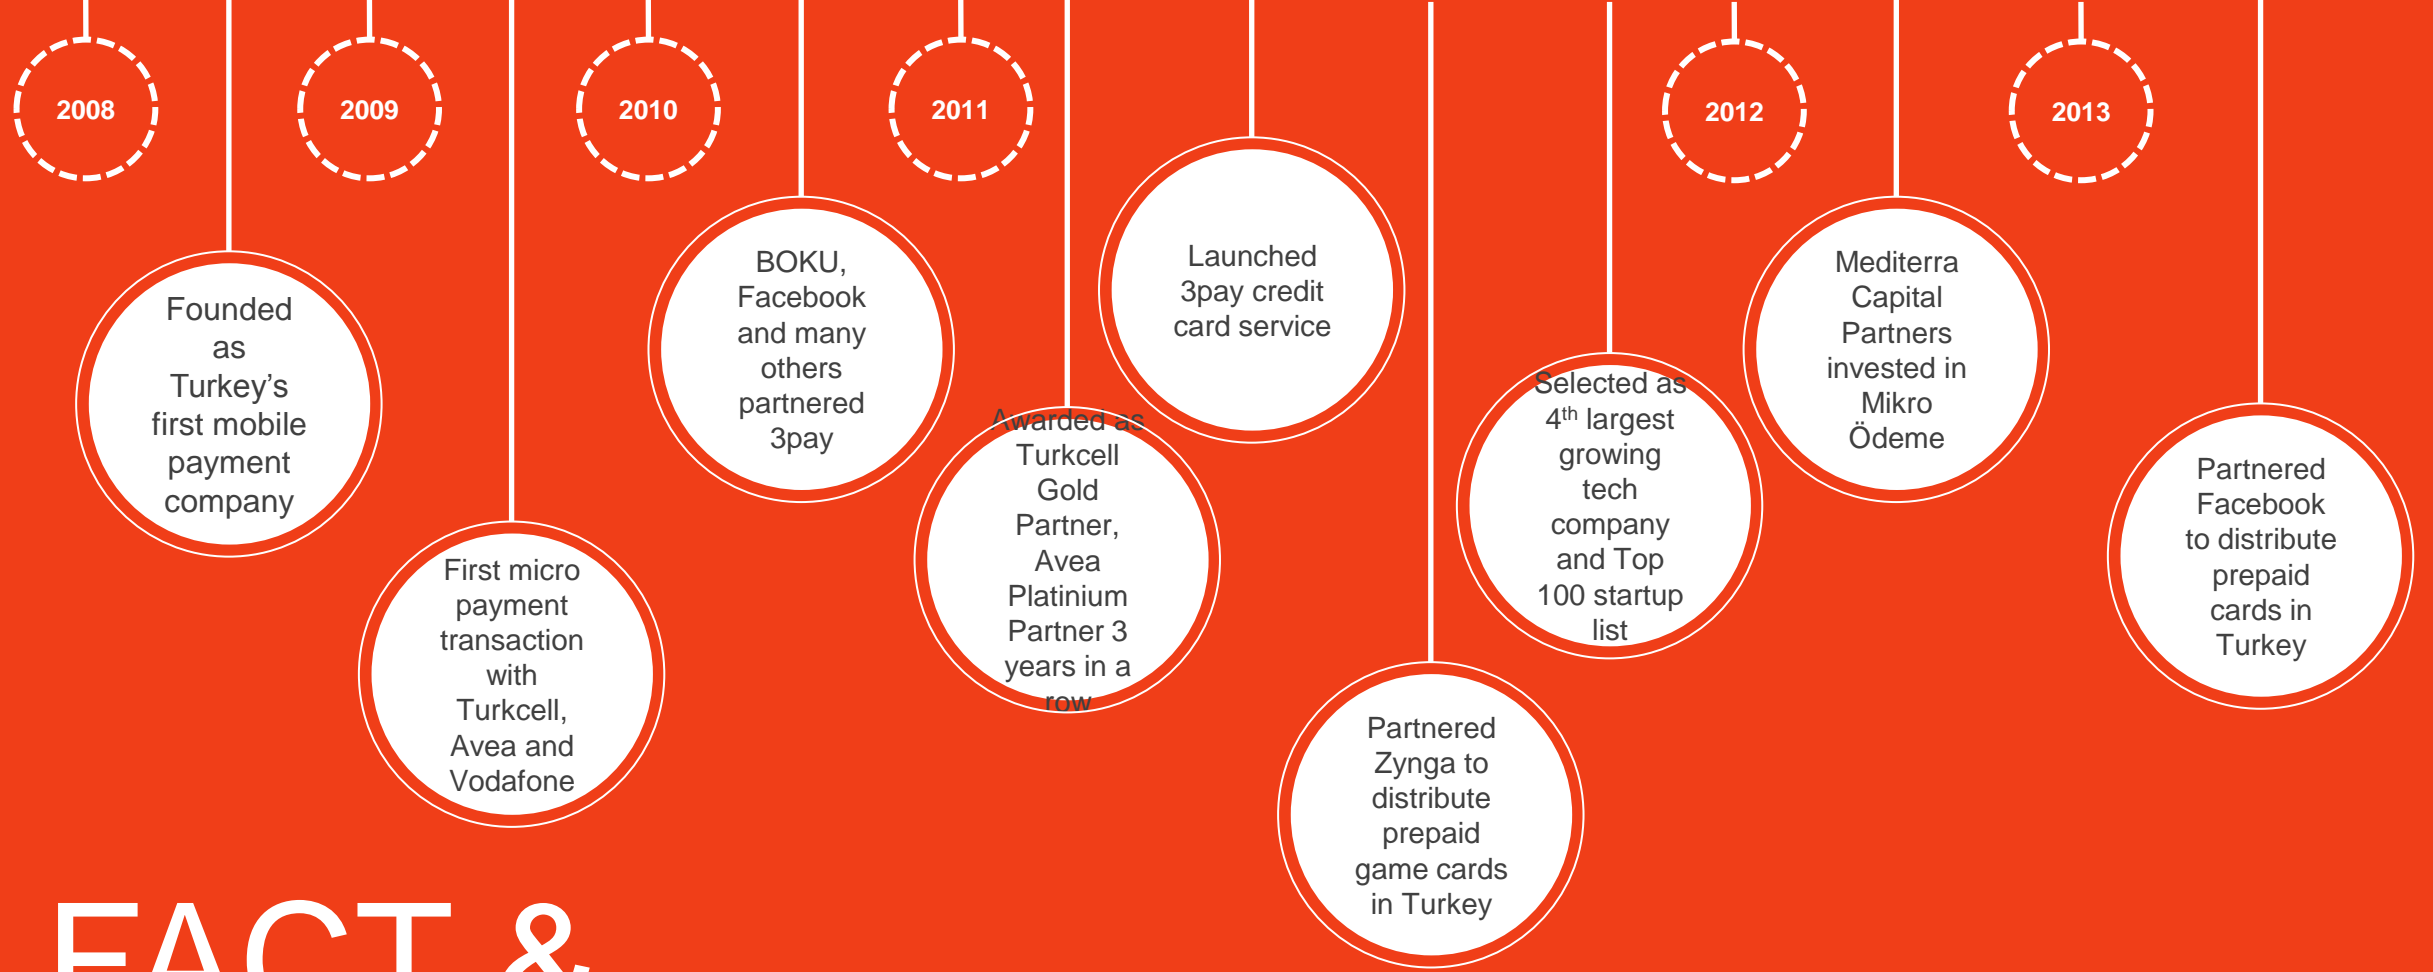 2008
Founded
as
Turkey’s
first mobile
payment
company
2009
First micro
payment
transaction
with
Turkcell,
Avea and
Vodafone
2010
BOKU,
Facebook
and many
others
partnered
3pay
2011
Awarded as
Turkcell
Gold
Partner,
Avea
Platinium
Partner 3
years in a
row
Launched
3pay credit
card service
Partnered
Zynga to
distribute
prepaid
game cards
in Turkey
Selected as
4th largest
growing
tech
company
and Top
100 startup
list
2012
Mediterra
Capital
Partners
invested in
Mikro
Ödeme
2013
Partnered
Facebook
to distribute
prepaid
cards in
Turkey
FACT &